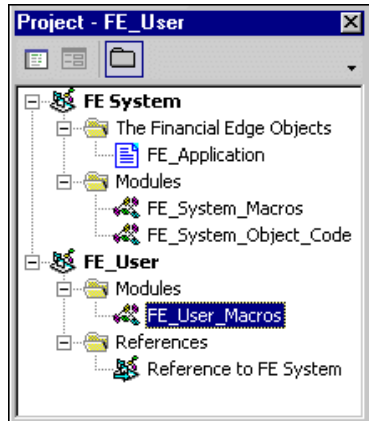 Project - FE_User
FE System
The Financial Edge Objects
FE_Application
Modules
FE_System_Macros
FE_System_Object_Code
FE_User
Modules
FE_User_Macros
References
Reference to FE System